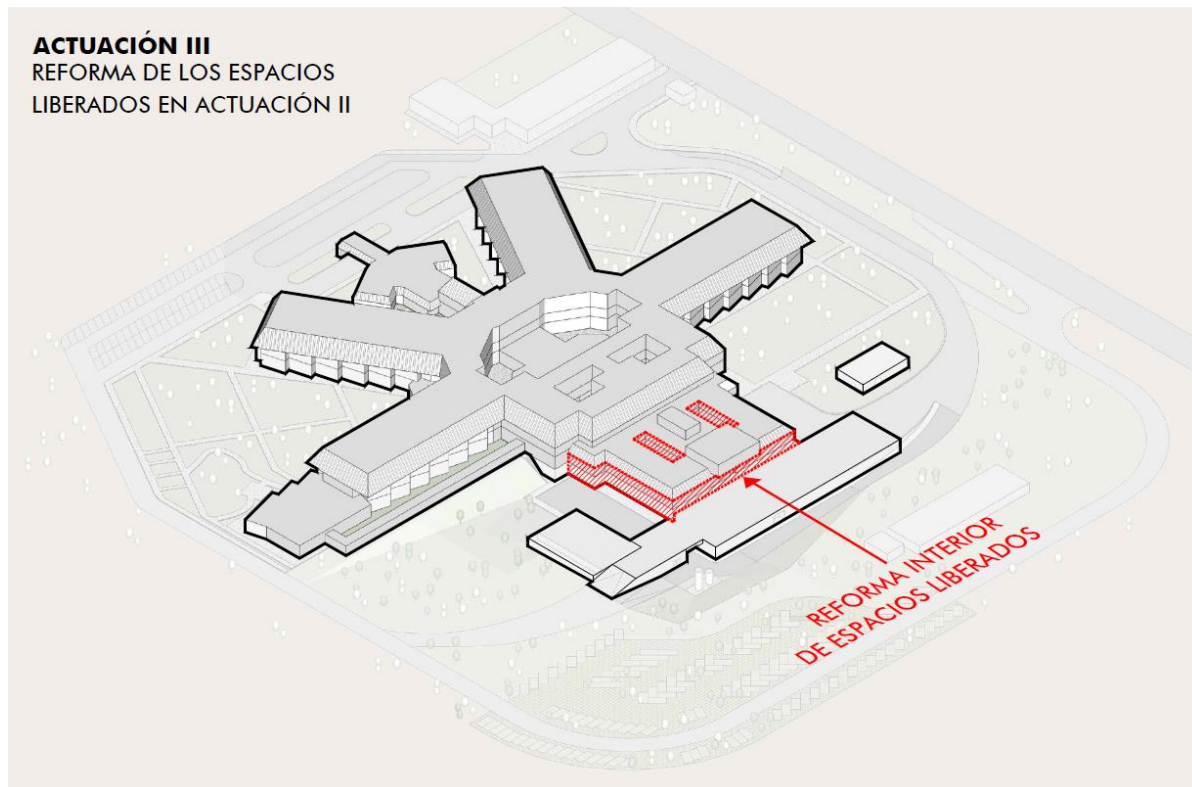 ACTUACIÓN III
REFORMA DE LOS ESPACIOS
LIBERADOS EN ACTUACIÓN II
REFORMA INTERIOR
DE ESPACIOS LIBERADOS